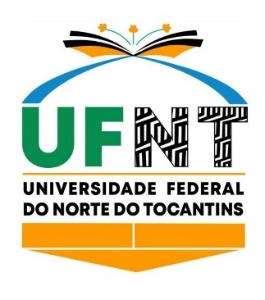 UFNT
UNIVERSIDADE FEDERAL
DO NORTE DO TOCANTINS